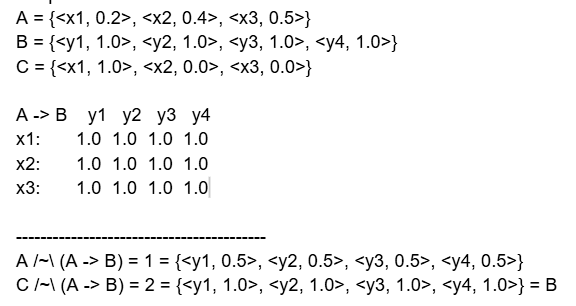 A = {<x1, 0.2>, <x2, 0.4>, <x3, 0.5>}
B = {<y1, 1.0>, <y2, 1.0>, <y3, 1.0>, <y4, 1.0>}
C = {<x1, 1.0>, <x2, 0.0>, <x3, 0.0>}
A -> B y1 y2 y3 y4
x1: 1.0 1.0 1.0 1.0
x2: 1.0 1.0 1.0 1.0
x3: 1.0 1.0 1.0 1.0
------------------------------------------
A /~\ (A -> B) = 1 = {<y1, 0.5>, <y2, 0.5>, <y3, 0.5>, <y4, 0.5>}
C /~\ (A -> B) = 2 = {<y1, 1.0>, <y2, 1.0>, <y3, 1.0>, <y4, 1.0>} = B